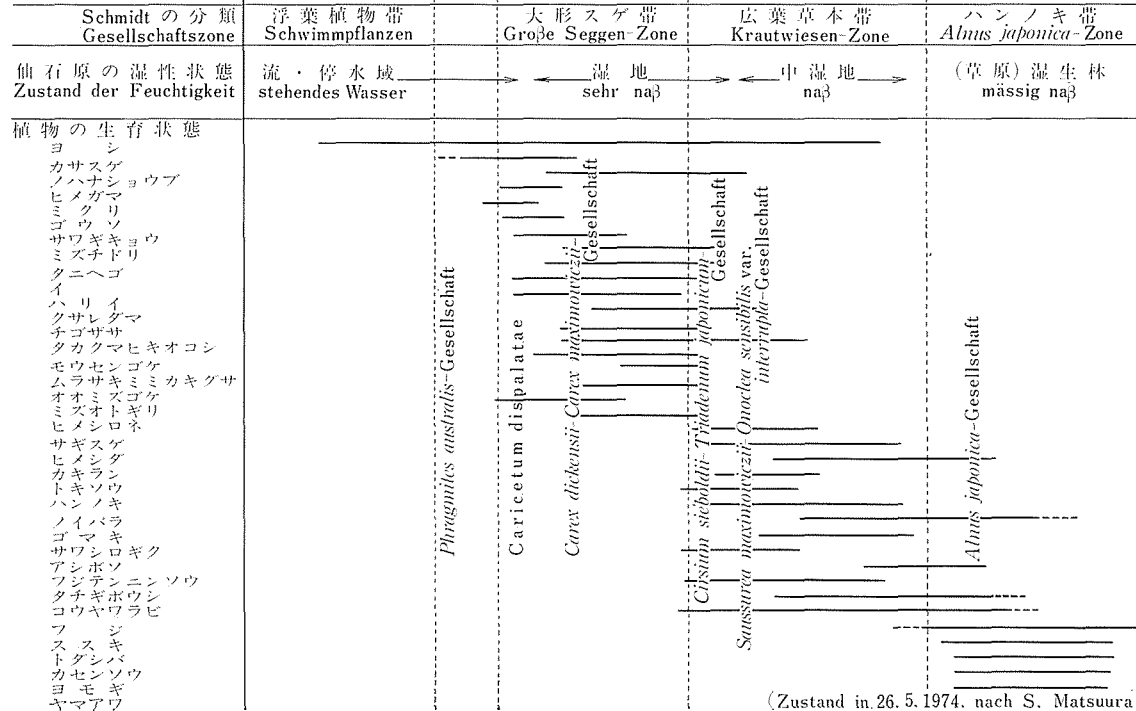 Schmidt の 分 類
Gesellschaftszone
浮 葉 植 物 帯
Schwimmpflanzen
大 形 ス ゲ 帯
Große Seggen-Zone
広 葉 草 本 帯
Krautwiesen-Zone
ハ ン ノ キ 帯
Alnus japonica-Zone
仙 石 原 の 湿 性 状 態
Zustand der Feuchtigkeit
流 ・ 停 水 域
stehendes Wasser
湿 地
sehr naß
中 湿 地
naß
(草 原) 湿 生 林
mässig naß
植 物 の 生 育 状 態
ヨ シ
カサスゲ
ノハナショウブ
ヒメガマ
ミ ク リ
ゴ ウ ソ
サワギキョウ
ミズチドリ
タニヘゴ
イ
ハ リ イ
クサレダマ
チゴザサ
タカクマヒキオコシ
モウセンゴケ
ムラサキミミカキグサ
オオミズゴケ
ミズオトギリ
ヒメシロネ
サギスゲ
ヒメシダ
カキラン
トキソウ
ハンノキ
ノイバラ
ゴマキ
サワシロギク
アシボソ
フジテンニンソウ
タチギボウシ
コウヤワラビ
フ ジ
ス ス キ
トダシバ
カセンソウ
ヨ モ ギ
ヤマアワ
Phragmiles australis-Gesellschaft
Caricetum dispalatae
Carex dickensii-Carex maximowiczii-
Gesellschaft
Cirsium sieboldii-Triadenum japonicum-
Gesellschaft
Saussurea maximowiczii-Onoclea sensibilis var.
interrupla-Gesellschaft
Alnus japonica-Gesellschaft
(Zustand in 26. 5. 1974, nach S. Matsuura